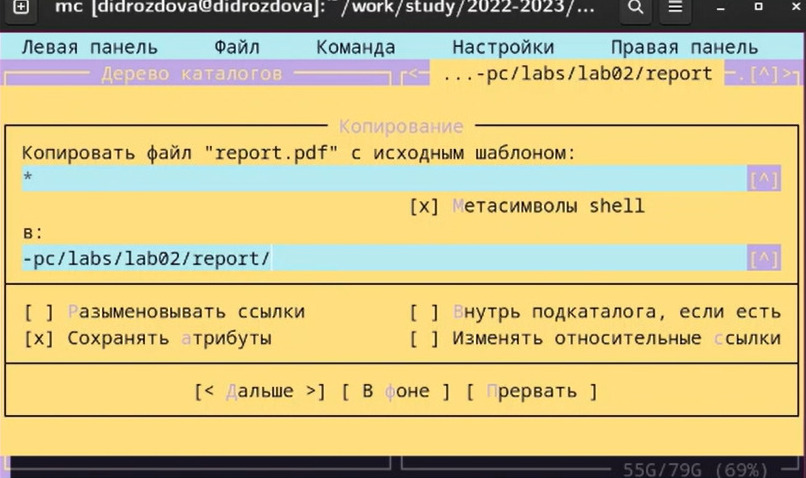 mc [didrozdova@didrozdova]:~/work/study/2022-2023/...
Левая панель Файл Команда Настройки Правая панель
Дерево каталогов <— ...-pc/labs/lab02/report .[^]>
Копирование
Копировать файл "report.pdf" с исходным шаблоном:
* [^]
[x] Метасимволы shell
в:
-pc/labs/lab02/report/ [^]
[ ] Разыменовывать ссылки [ ] Внутрь подкаталога, если есть
[x] Сохранять атрибуты [ ] Изменять относительные ссылки
[< Дальше >] [ В фоне ] [ Прервать ]
55G/79G (69%)